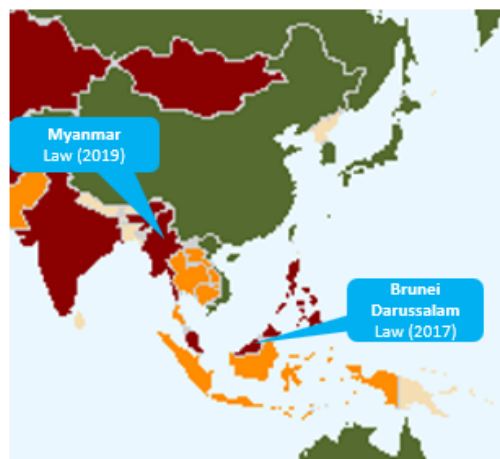 Myanmar
Law (2019)
Brunei
Darussalam
Law (2017)